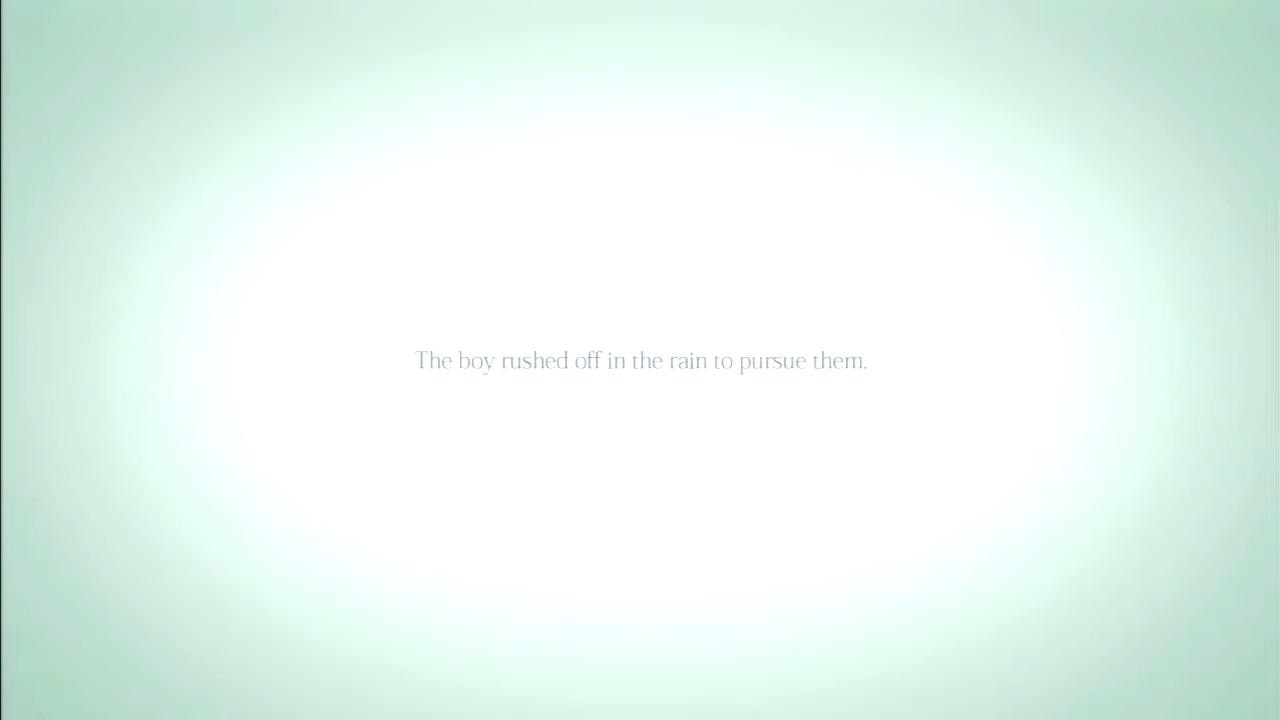 The boy rushed off in the rain to pursue them.